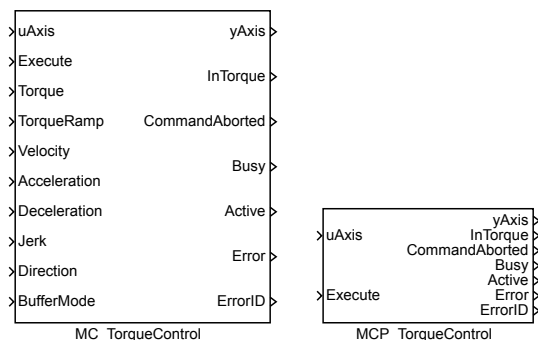 uAxis
Execute
Torque
TorqueRamp
Velocity
Acceleration
Deceleration
Jerk
Direction
BufferMode
yAxis
InTorque
CommandAborted
Busy
Active
Error
ErrorID
MC_TorqueControl
uAxis
Execute
yAxis
InTorque
CommandAborted
Busy
Active
Error
ErrorID
MCP_TorqueControl